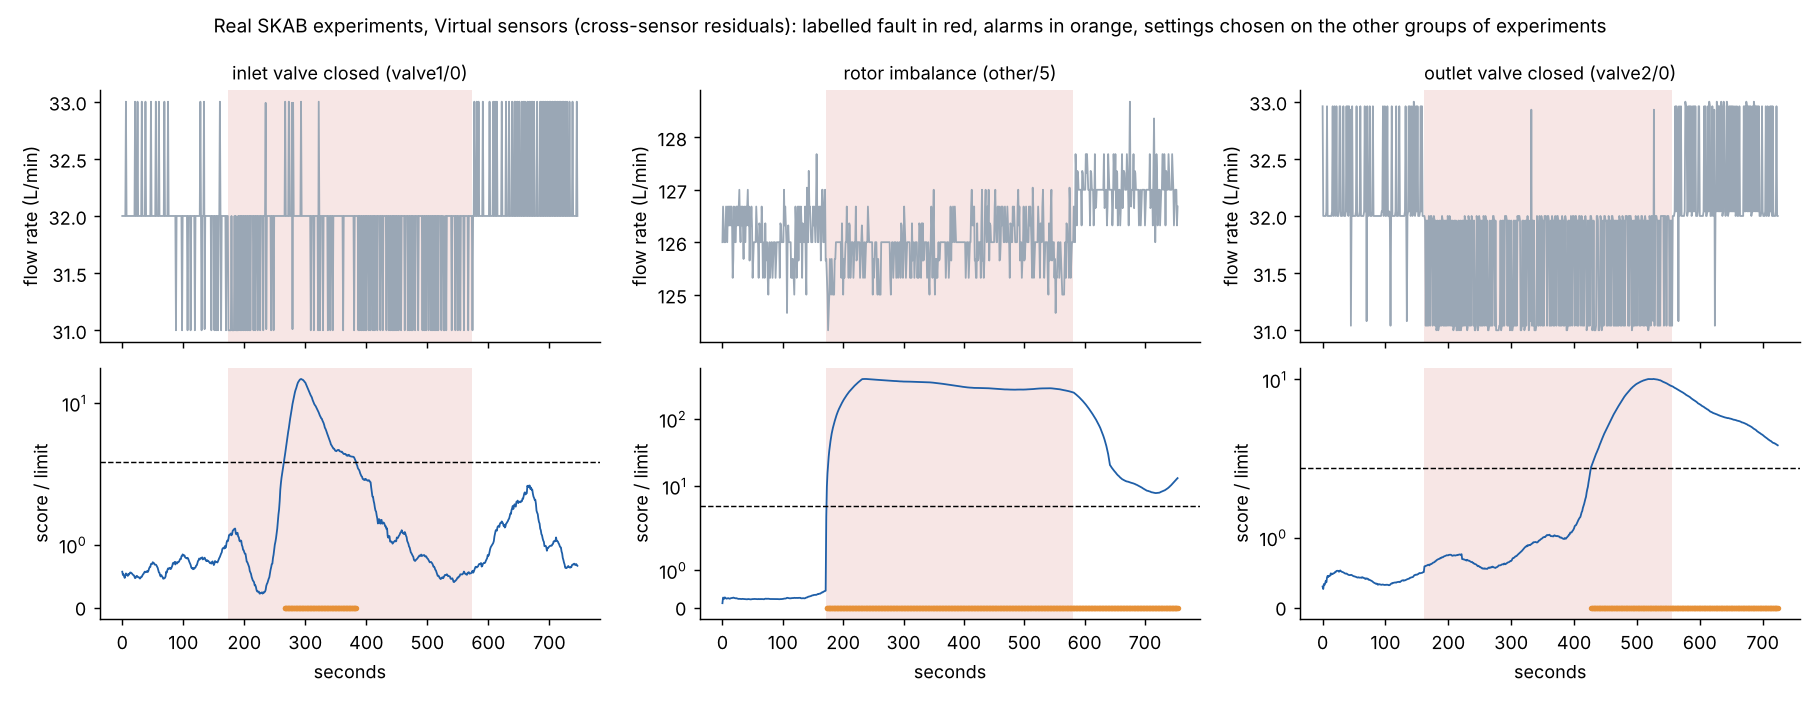 Real SKAB experiments, Virtual sensors (cross-sensor residuals): labelled fault in red, alarms in orange, settings chosen on the other groups of experiments
inlet valve closed (valve1/0)
33.0
32.5
32.0
31.5
31.0
flow rate (L/min)
rotor imbalance (other/5)
128
127
126
125
flow rate (L/min)
outlet valve closed (valve2/0)
33.0
32.5
32.0
31.5
31.0
flow rate (L/min)
10¹
10⁰
0
score / limit
0 100 200 300 400 500 600 700
seconds
10²
10¹
10⁰
0
score / limit
0 100 200 300 400 500 600 700
seconds
10¹
10⁰
0
score / limit
0 100 200 300 400 500 600 700
seconds